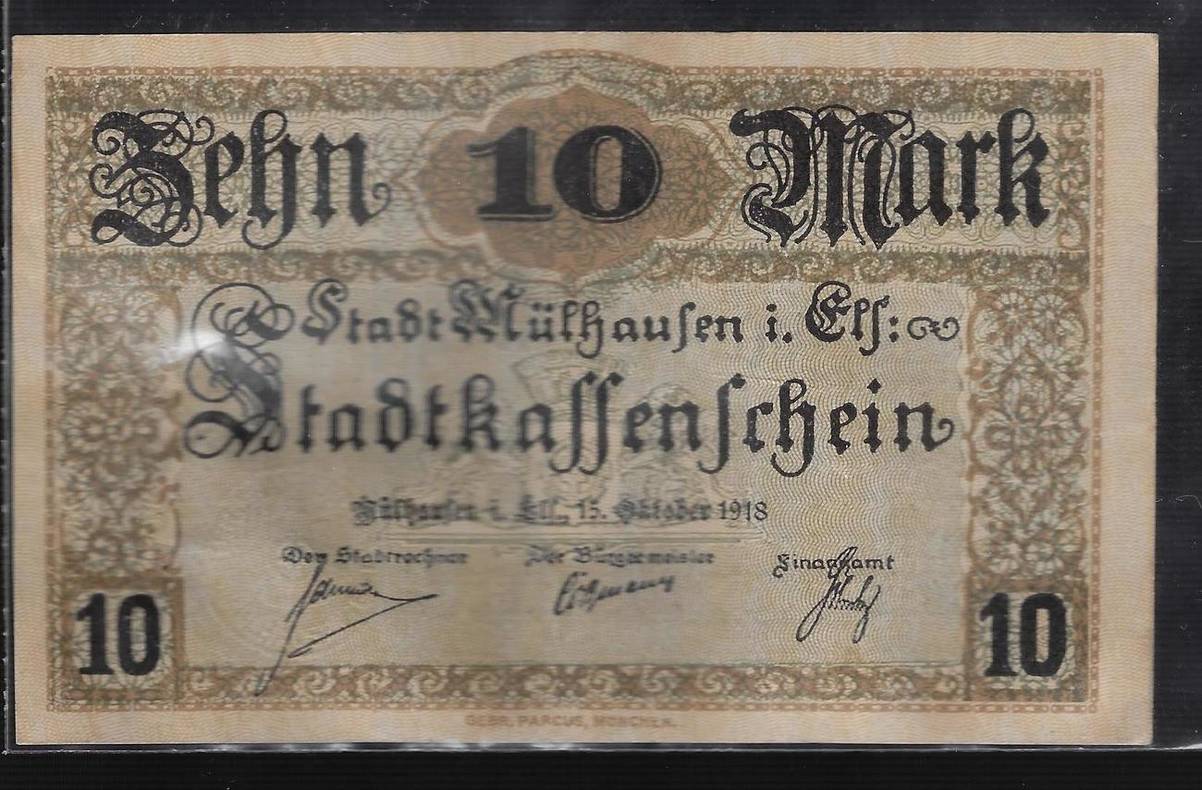 Zehn 10 Mark
Stadt Mülhausen i. Els:
Stadtkassenschein
Mülhausen i. Els., 15. Oktober 1918
Der Stadtrechner Der Bürgermeister Finanzamt
10 10
GEBR. PARCUS, MÜNCHEN.